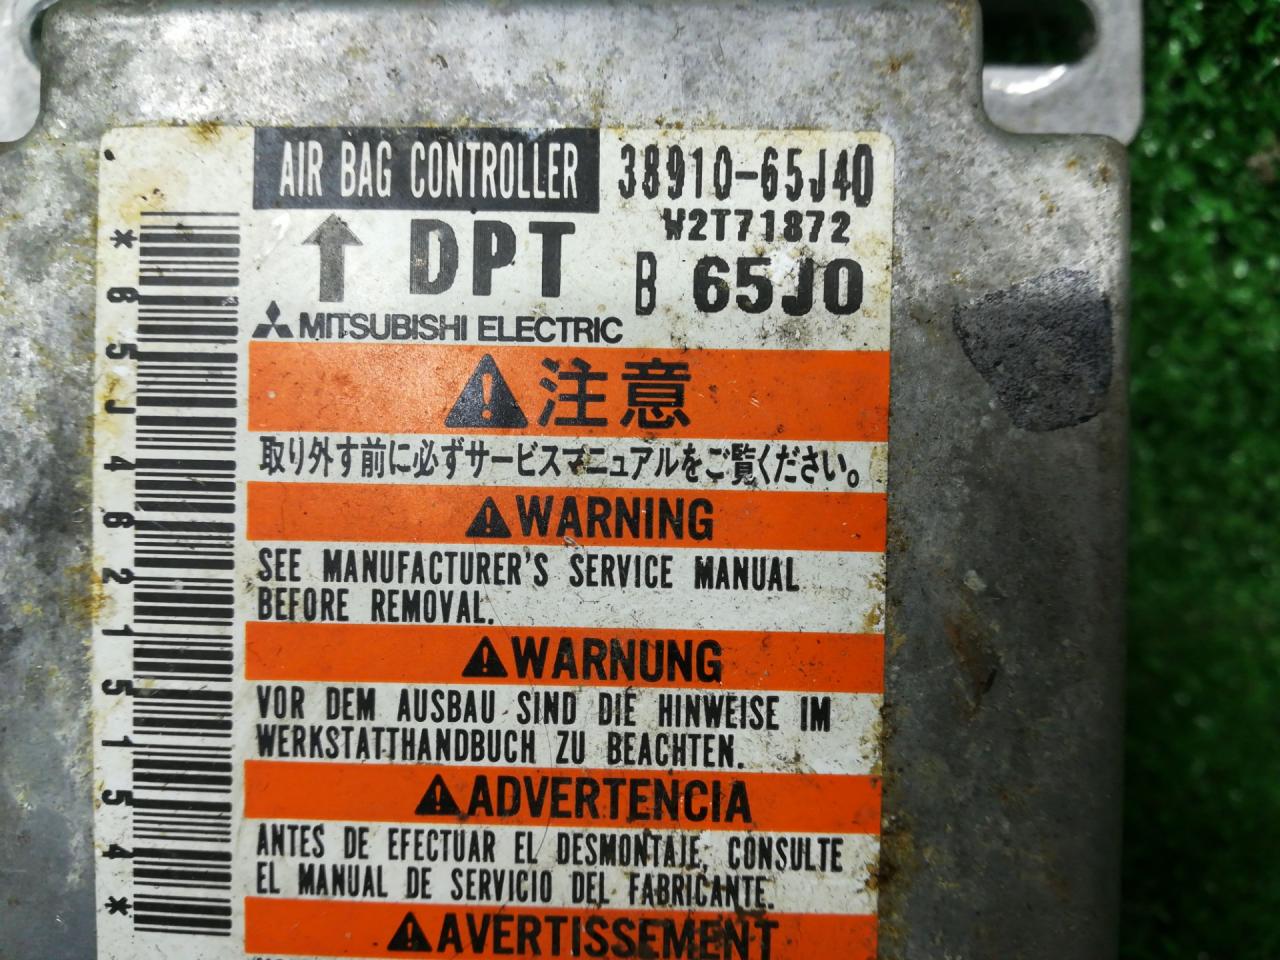 AIR BAG CONTROLLER 38910-65J40
W2T71872
DPT B 65J0
MITSUBISHI ELECTRIC
注意
取り外す前に必ずサービスマニュアルをご覧ください。
WARNING
SEE MANUFACTURER'S SERVICE MANUAL
BEFORE REMOVAL.
WARNUNG
VOR DEM AUSBAU SIND DIE HINWEISE IM
WERKSTATTHANDBUCH ZU BEACHTEN.
ADVERTENCIA
ANTES DE EFECTUAR EL DESMONTAJE, CONSULTE
EL MANUAL DE SERVICIO DEL FABRICANTE.
AVERTISSEMENT
*65J46215154*